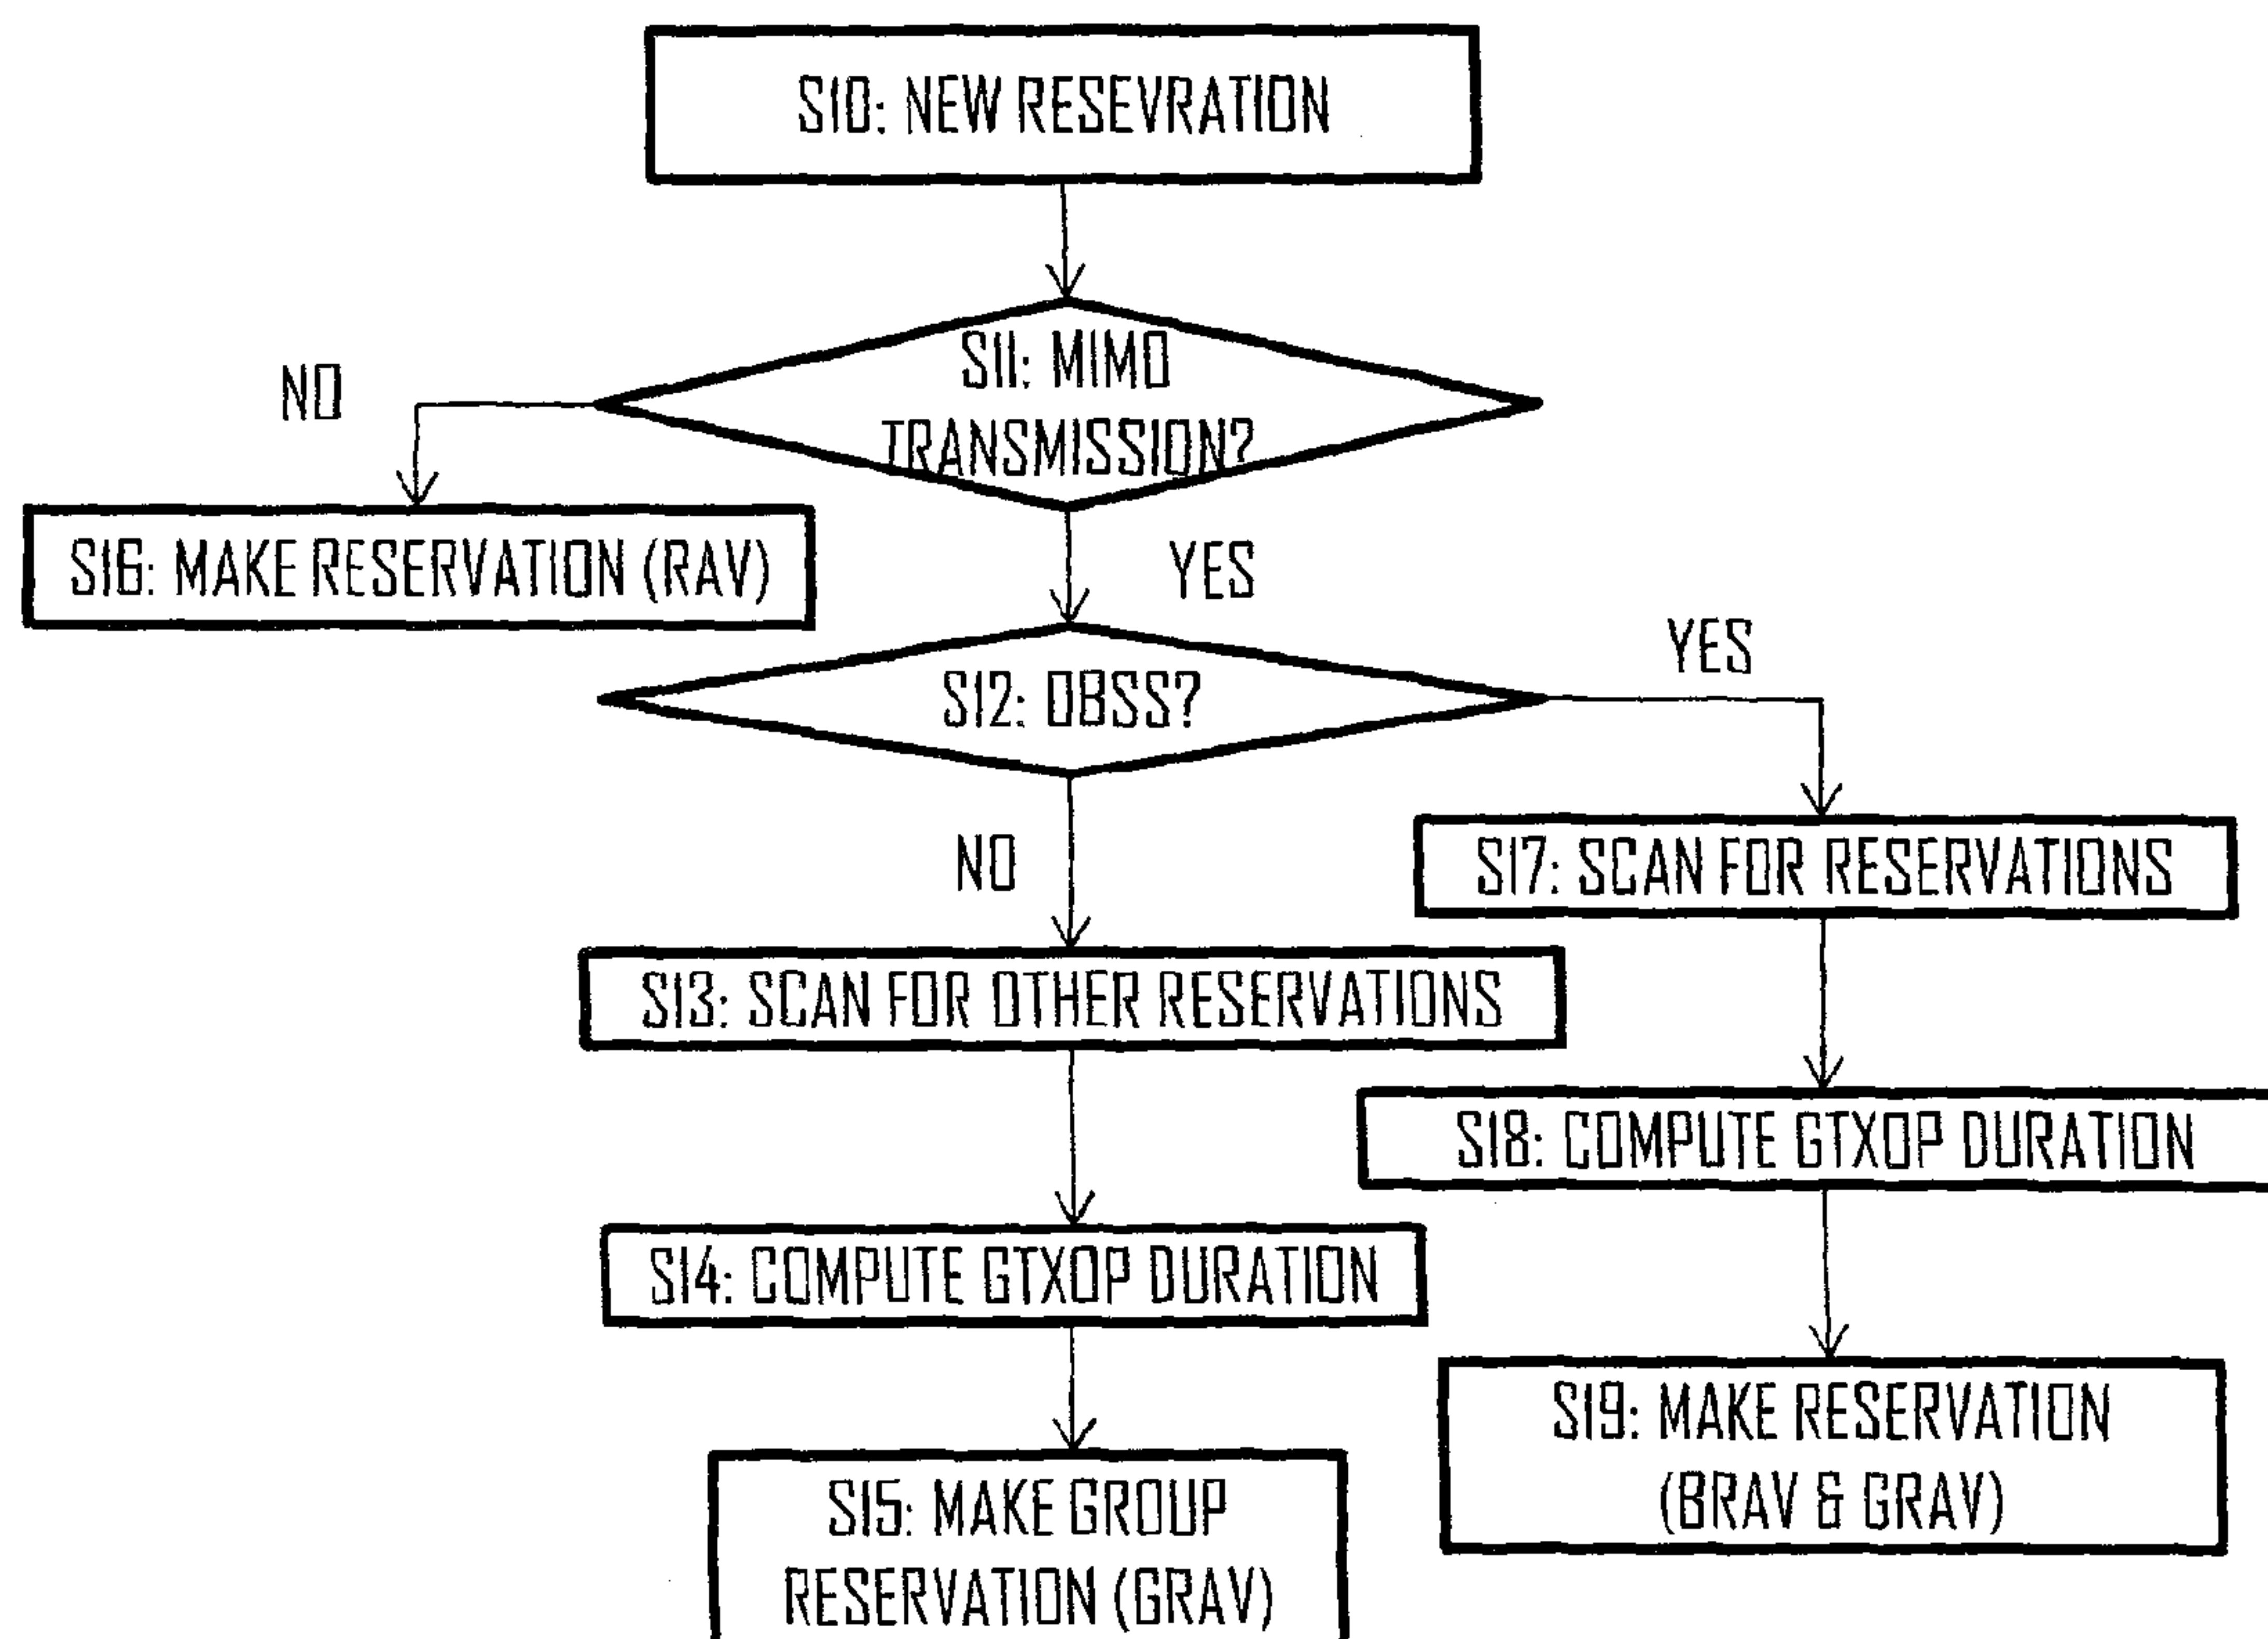 S10: NEW RESEVRATION
S11: MIMO
TRANSMISSION?
NO
S16: MAKE RESERVATION (RAV)
YES
S12: OBSS?
YES
NO
S17: SCAN FOR RESERVATIONS
S13: SCAN FOR OTHER RESERVATIONS
S18: COMPUTE GTXOP DURATION
S14: COMPUTE GTXOP DURATION
S19: MAKE RESERVATION
(BRAV & GRAV)
S15: MAKE GROUP
RESERVATION (GRAV)